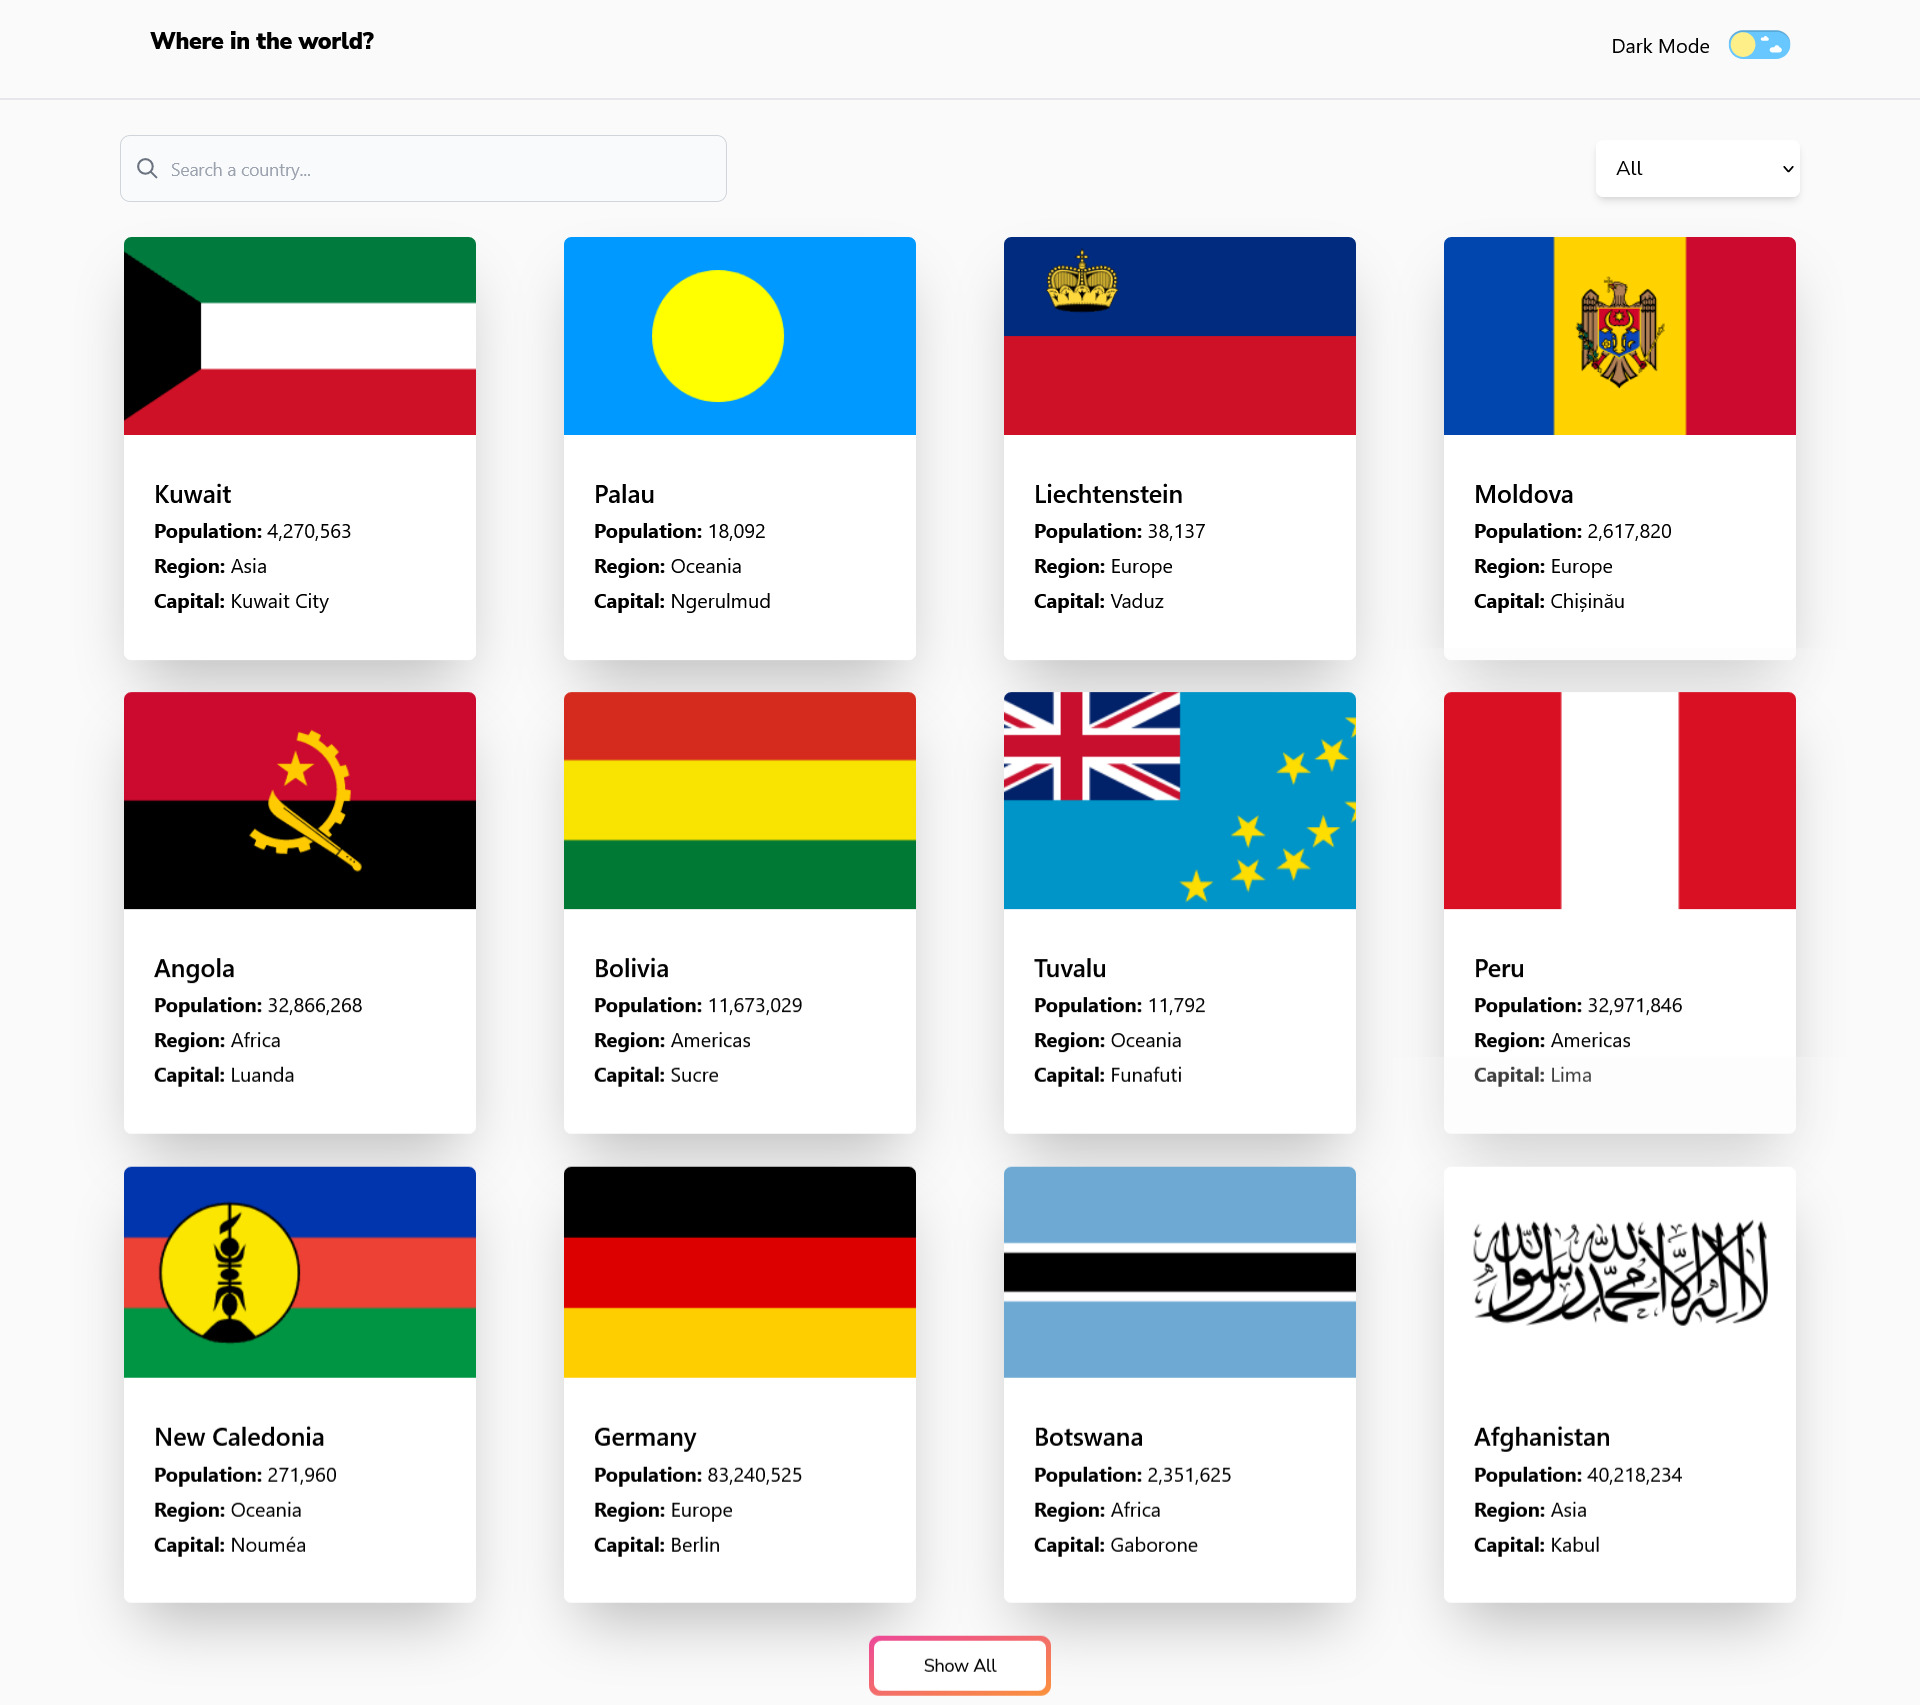 Where in the world?
Dark Mode
Search a country...
All
Kuwait
Population: 4,270,563
Region: Asia
Capital: Kuwait City
Palau
Population: 18,092
Region: Oceania
Capital: Ngerulmud
Liechtenstein
Population: 38,137
Region: Europe
Capital: Vaduz
Moldova
Population: 2,617,820
Region: Europe
Capital: Chișinău
Angola
Population: 32,866,268
Region: Africa
Capital: Luanda
Bolivia
Population: 11,673,029
Region: Americas
Capital: Sucre
Tuvalu
Population: 11,792
Region: Oceania
Capital: Funafuti
Peru
Population: 32,971,846
Region: Americas
Capital: Lima
New Caledonia
Population: 271,960
Region: Oceania
Capital: Nouméa
Germany
Population: 83,240,525
Region: Europe
Capital: Berlin
Botswana
Population: 2,351,625
Region: Africa
Capital: Gaborone
لا إله إلا الله محمد رسول الله
Afghanistan
Population: 40,218,234
Region: Asia
Capital: Kabul
Show All